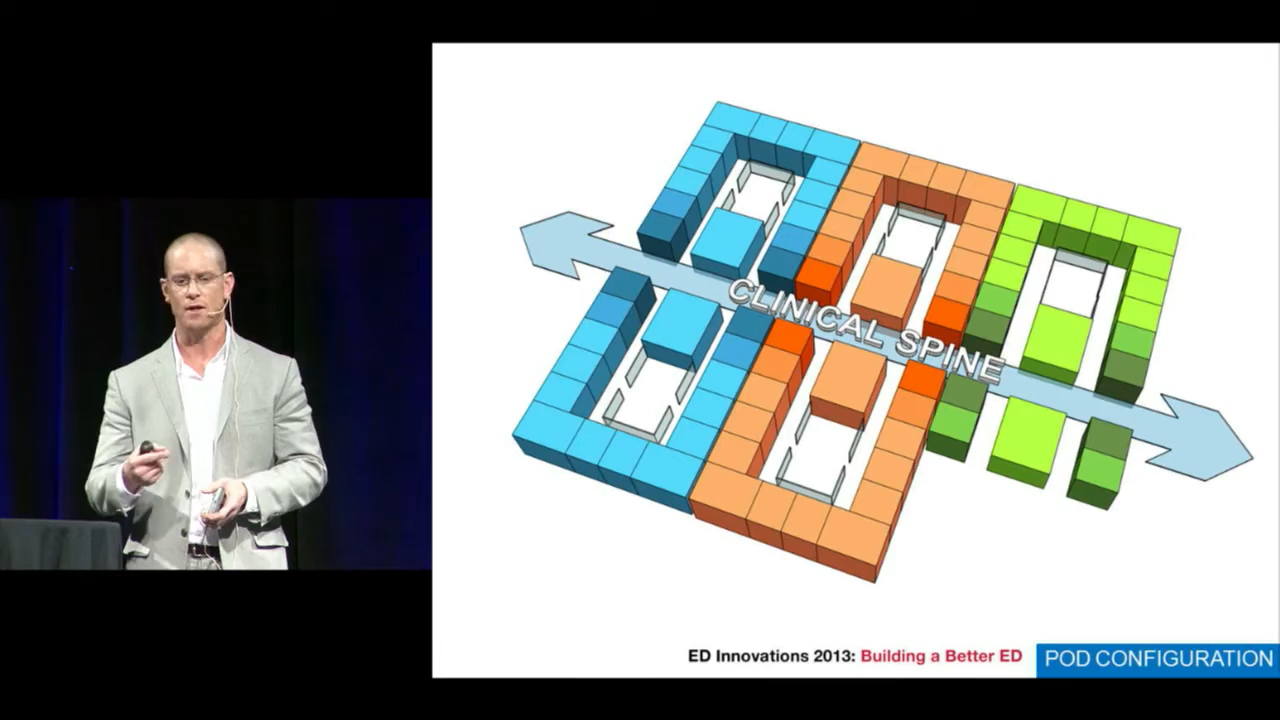 CLINICAL SPINE
ED Innovations 2013: Building a Better ED
POD CONFIGURATION